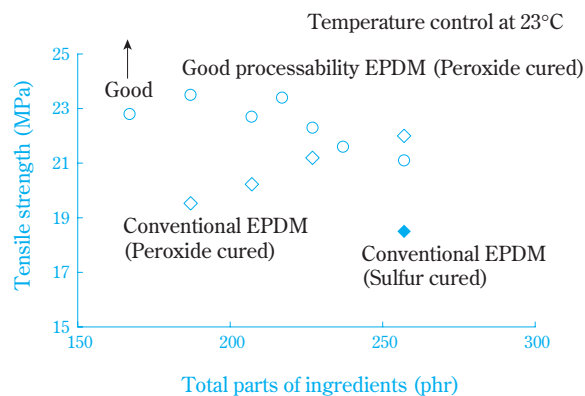 Temperature control at 23°C
25
Good
Good processability EPDM (Peroxide cured)
23
21
19
17
15
Conventional EPDM
(Peroxide cured)
Conventional EPDM
(Sulfur cured)
150
200
250
300
Tensile strength (MPa)
Total parts of ingredients (phr)